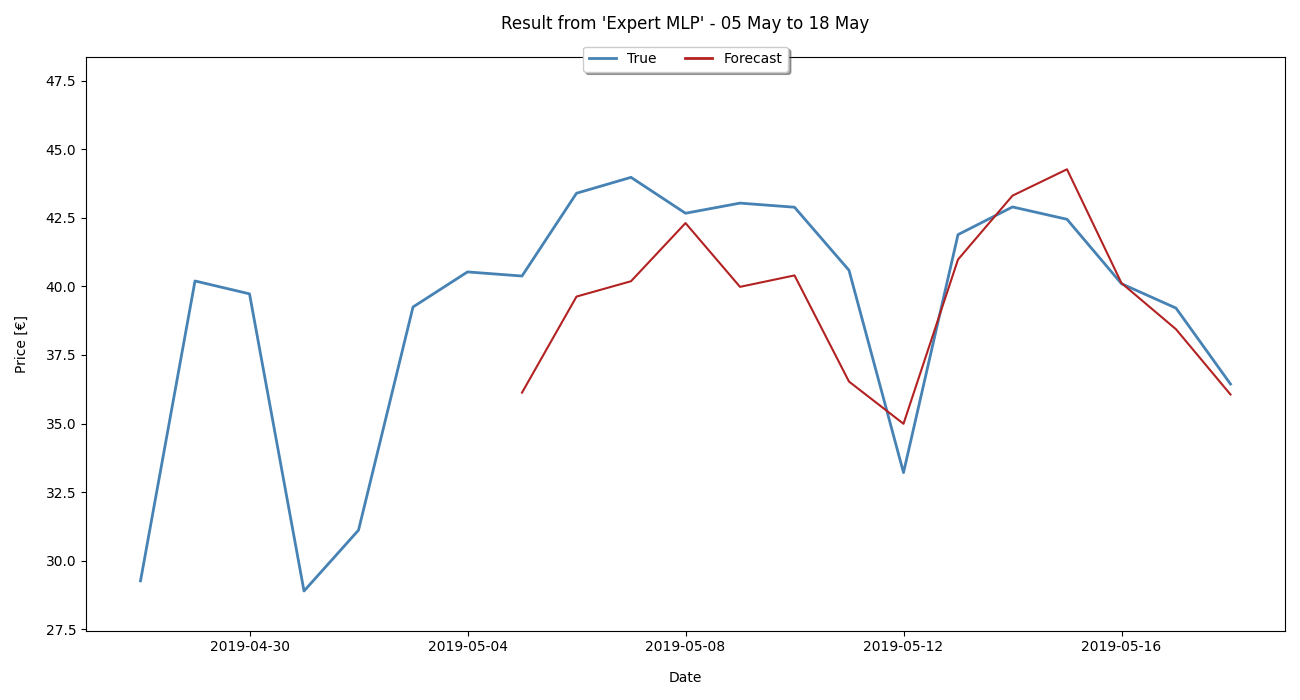 Result from 'Expert MLP' - 05 May to 18 May
True Forecast
47.5
45.0
42.5
40.0
37.5
35.0
32.5
30.0
27.5
Price [€]
2019-04-30 2019-05-04 2019-05-08 2019-05-12 2019-05-16
Date